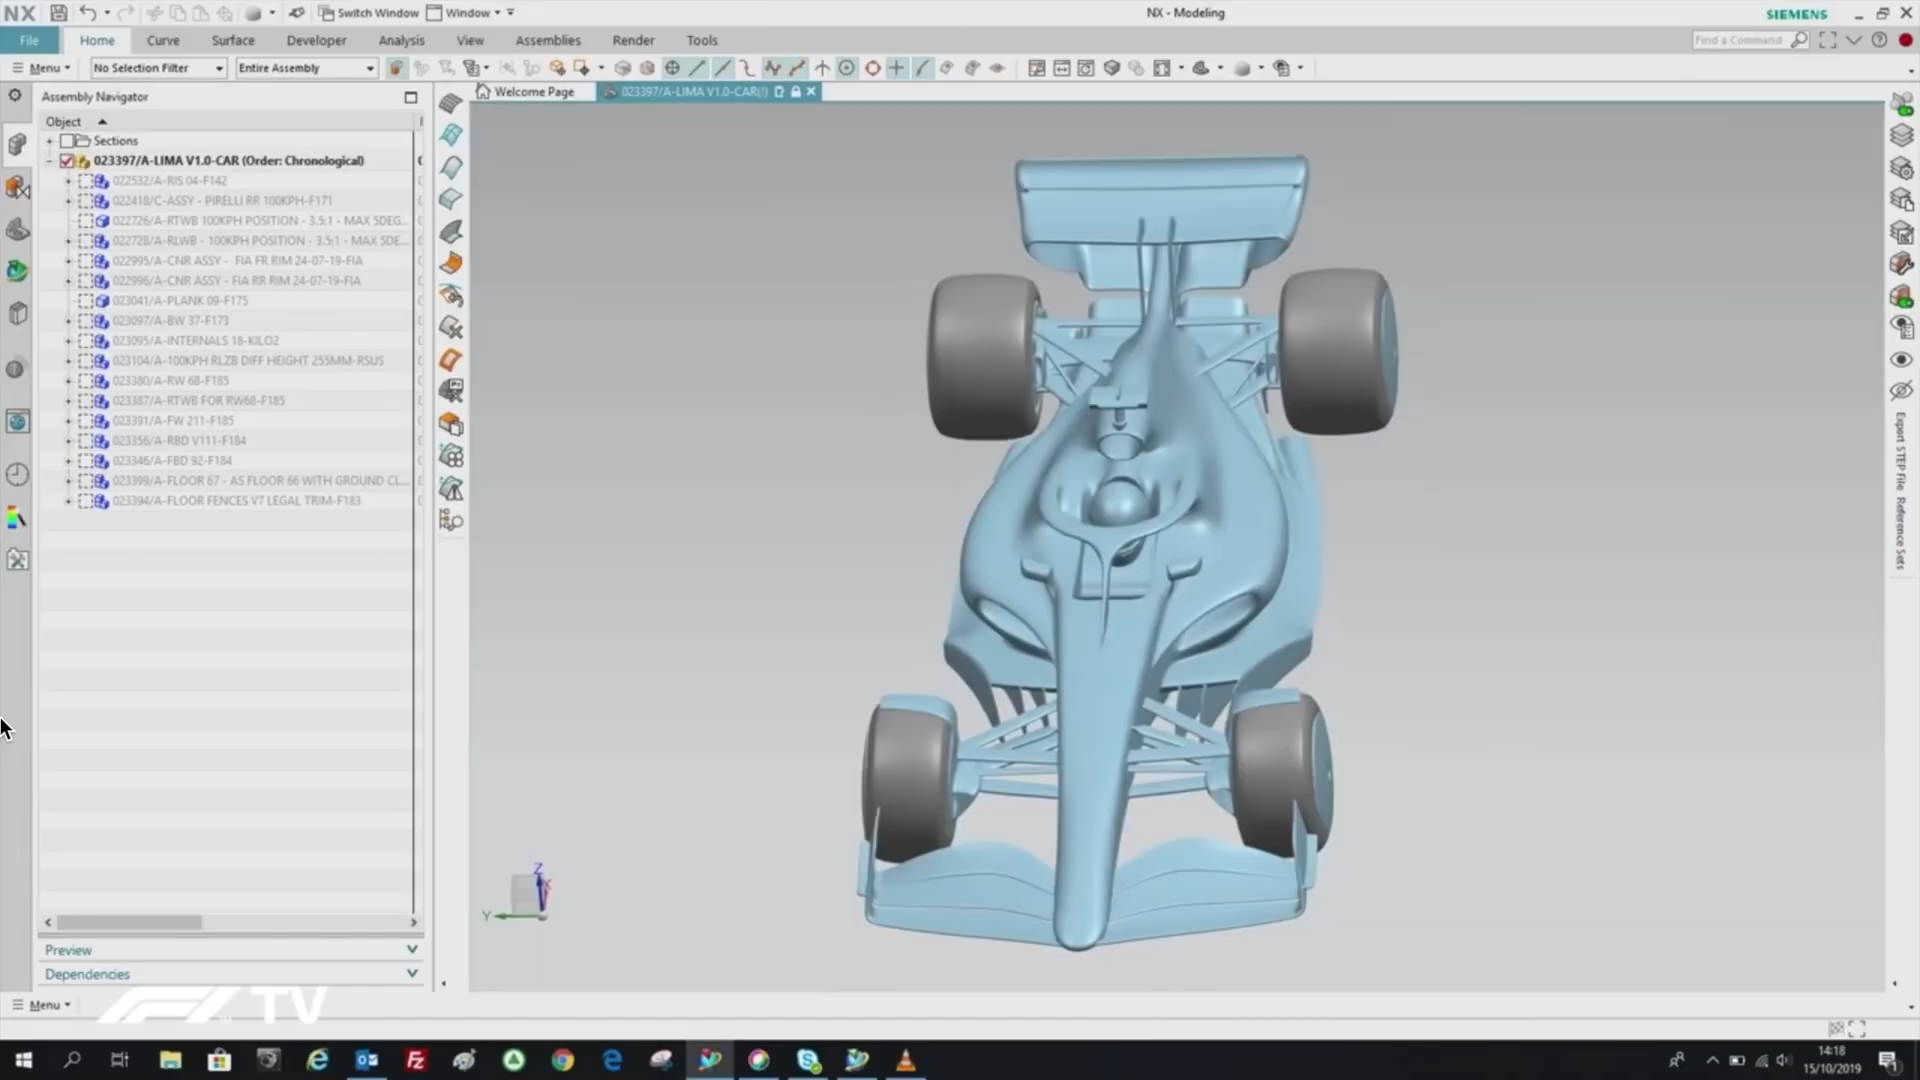 NX
Switch Window
Window
NX - Modeling
SIEMENS
File
Home
Curve
Surface
Developer
Analysis
View
Assemblies
Render
Tools
Find a Command
Menu
No Selection Filter
Entire Assembly
Assembly Navigator
Welcome Page
023397/A-LIMA V1.0-CAR(!)
Object
Sections
023397/A-LIMA V1.0-CAR (Order: Chronological)
022532/A-RIS 04-F142
022418/C-ASSY - PIRELLI RR 100KPH-F171
022726/A-RTWB 100KPH POSITION - 3.5:1 - MAX 5DEG...
022728/A-RLWB - 100KPH POSITION - 3.5:1 - MAX 5DE...
022995/A-CNR ASSY - FIA FR RIM 24-07-19-FIA
022996/A-CNR ASSY - FIA RR RIM 24-07-19-FIA
023041/A-PLANK 09-F175
023097/A-BW 37-F173
023095/A-INTERNALS 18-KILO2
023104/A-100KPH RLZB DIFF HEIGHT 255MM-RSUS
023380/A-RW 68-F185
023387/A-RTWB FOR RW68-F185
023391/A-FW 211-F185
023356/A-RBD V111-F184
023346/A-FBD 92-F184
023399/A-FLOOR 67 - AS FLOOR 66 WITH GROUND CL...
023394/A-FLOOR FENCES V7 LEGAL TRIM-F183
Export STEP File
Reference Sets
Z
X
Y
Preview
Dependencies
F1 TV
Menu
14:18
15/10/2019